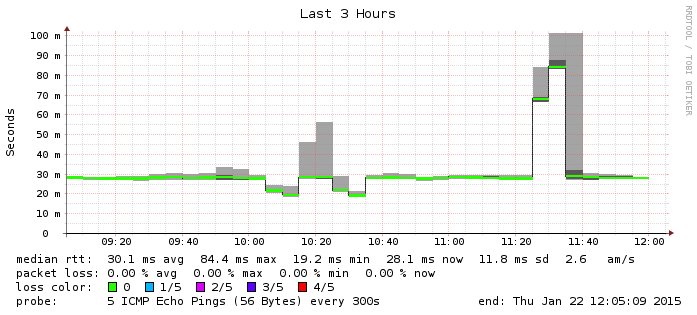 Last 3 Hours
RRDTOOL / TOBI OETIKER
Seconds
100 m
90 m
80 m
70 m
60 m
50 m
40 m
30 m
20 m
10 m
0
09:20 09:40 10:00 10:20 10:40 11:00 11:20 11:40 12:00
median rtt: 30.1 ms avg 84.4 ms max 19.2 ms min 28.1 ms now 11.8 ms sd 2.6 am/s
packet loss: 0.00 % avg 0.00 % max 0.00 % min 0.00 % now
loss color: 0 1/5 2/5 3/5 4/5
probe: 5 ICMP Echo Pings (56 Bytes) every 300s end: Thu Jan 22 12:05:09 2015